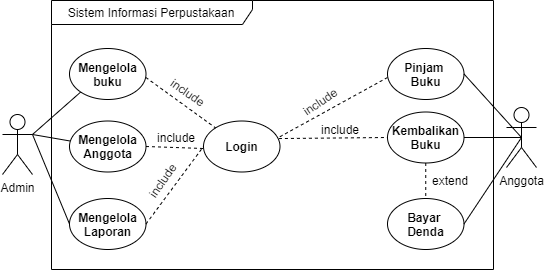 Sistem Informasi Perpustakaan
Mengelola
buku
include
Pinjam
Buku
include
Mengelola
Anggota
include
Login
include
Kembalikan
Buku
Admin
Anggota
include
extend
Mengelola
Laporan
Bayar
Denda